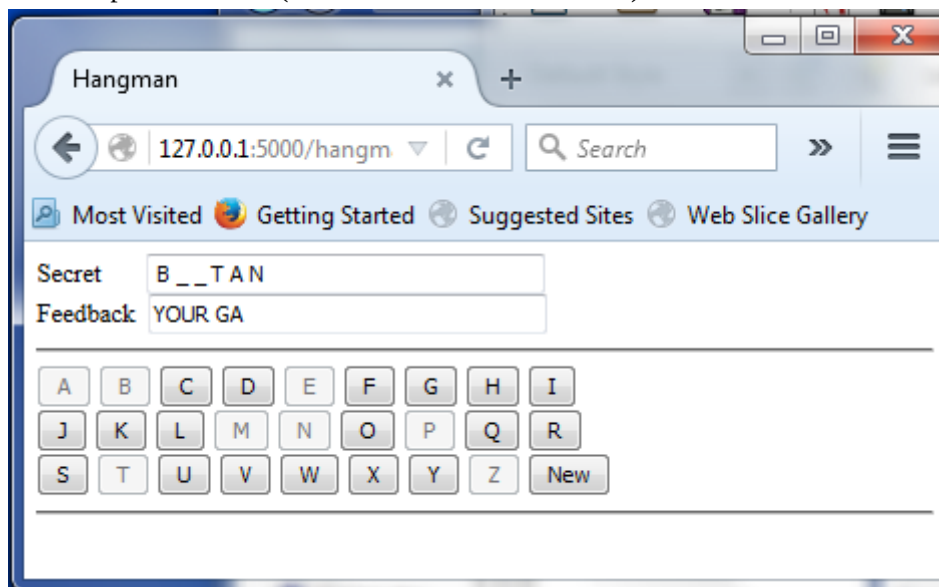 Hangman
127.0.0.1:5000/hangm
Search
Most Visited Getting Started Suggested Sites Web Slice Gallery
Secret B _ _ T A N
Feedback YOUR GA
A B C D E F G H I
J K L M N O P Q R
S T U V W X Y Z New